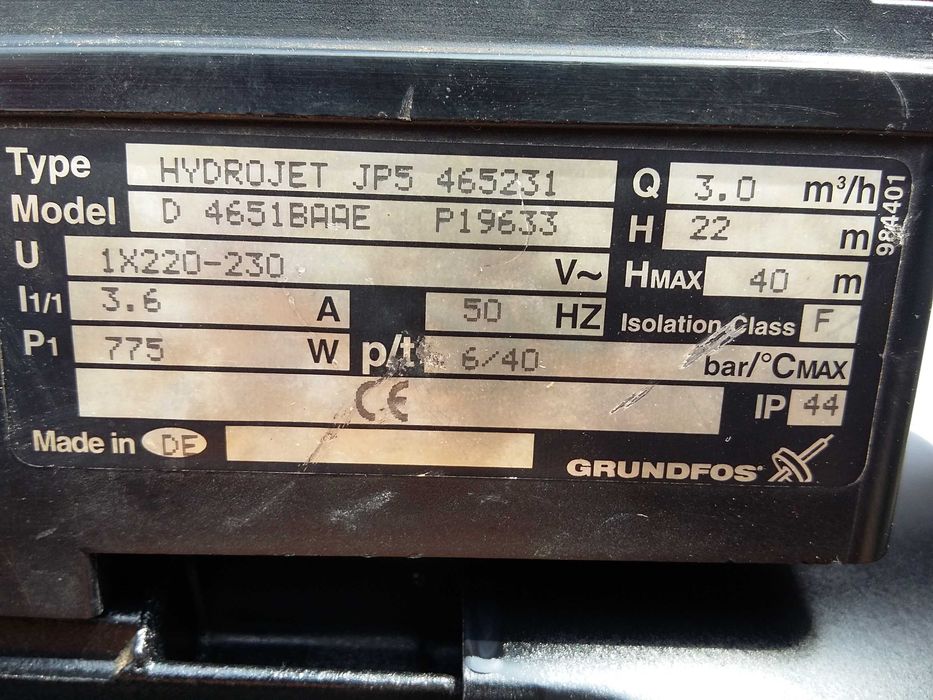 Type HYDROJET JP5 465231 Q 3.0 m³/h
Model D 4651BAAE P19633 H 22 m
U 1X220-230 V~ HMAX 40 m
I1/1 3.6 A 50 HZ Isolation Class F
P1 775 W p/t 6/40 bar/°CMAX
CE IP 44
Made in DE GRUNDFOS
984401